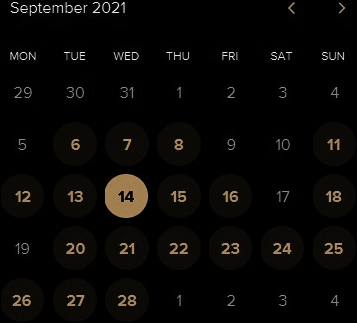 September 2021 < >
MON TUE WED THU FRI SAT SUN
29 30 31 1 2 3 4
5 6 7 8 9 10 11
12 13 14 15 16 17 18
19 20 21 22 23 24 25
26 27 28 1 2 3 4